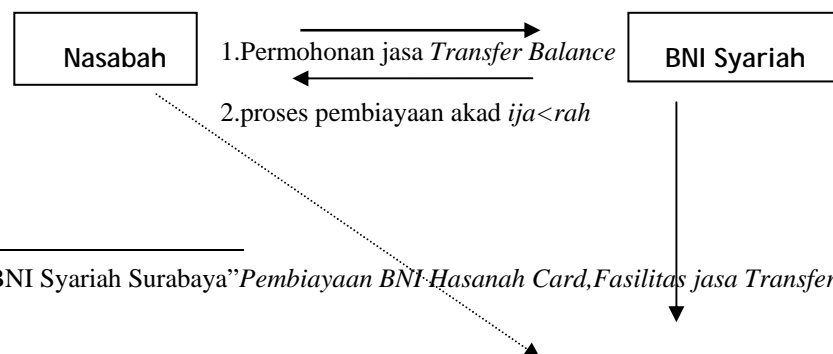 Nasabah
1.Permohonan jasa Transfer Balance
BNI Syariah
2.proses pembiayaan akad ija<rah
BNI Syariah Surabaya”Pembiayaan BNI Hasanah Card,Fasilitas jasa Transfer